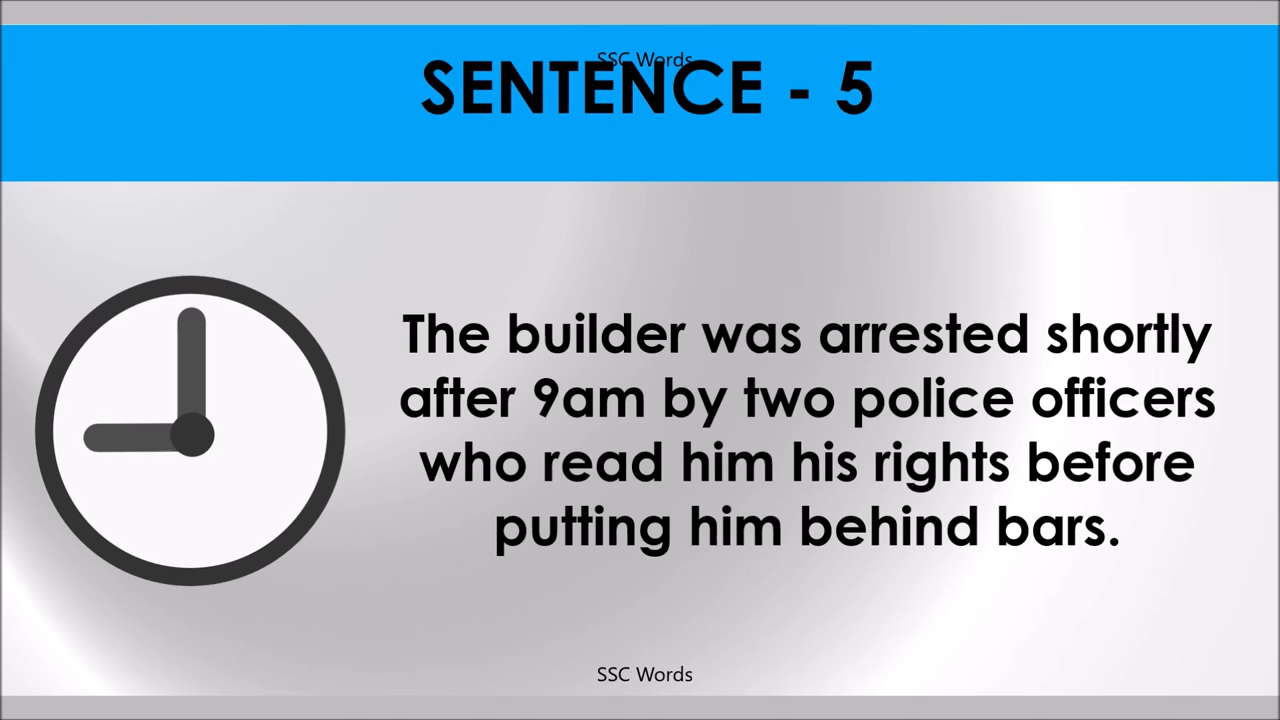 SSC Words
SENTENCE - 5
The builder was arrested shortly
after 9am by two police officers
who read him his rights before
putting him behind bars.
SSC Words